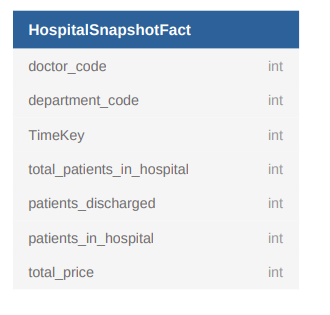 HospitalSnapshotFact
doctor_code int
department_code int
TimeKey int
total_patients_in_hospital int
patients_discharged int
patients_in_hospital int
total_price int